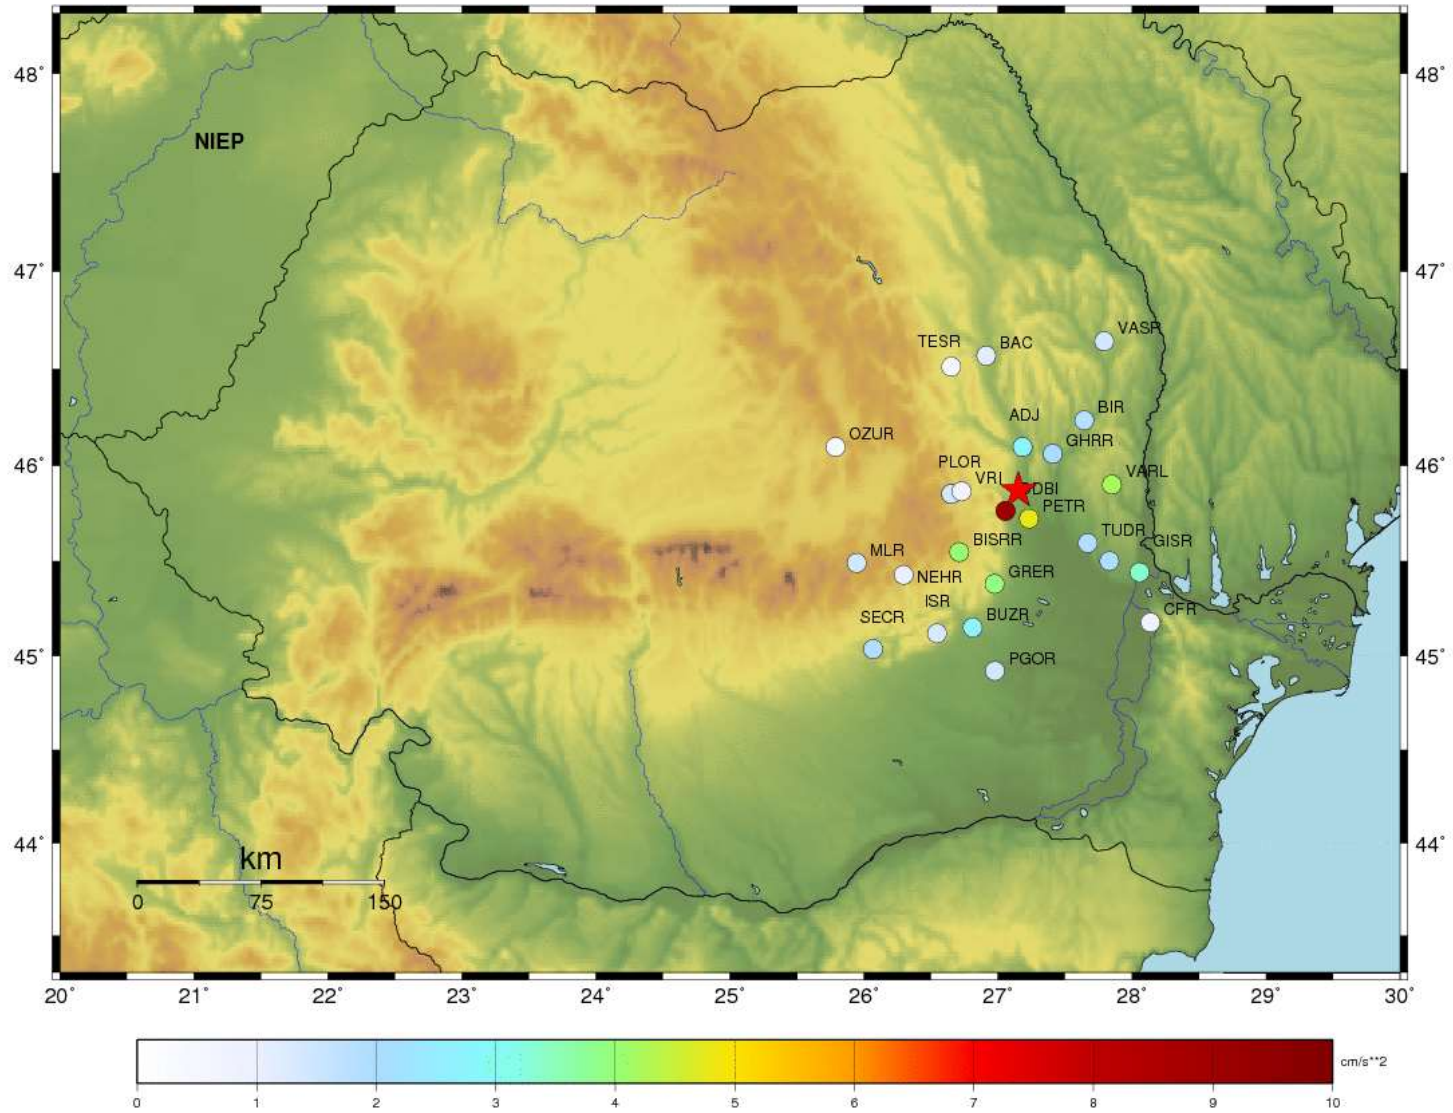 48°
48°
NIEP
47°
47°
TESR
BAC
VASR
ADJ
BIR
OZUR
GHRR
46°
46°
PLOR
VRI
VARL
DBI
PETR
BISRR
TUDR
GISR
MLR
NEHR
GRER
ISR
SECR
BUZR
CFR
45°
45°
PGOR
44°
44°
km
0 75 150
20° 21° 22° 23° 24° 25° 26° 27° 28° 29° 30°
cm/s**2
0 1 2 3 4 5 6 7 8 9 10